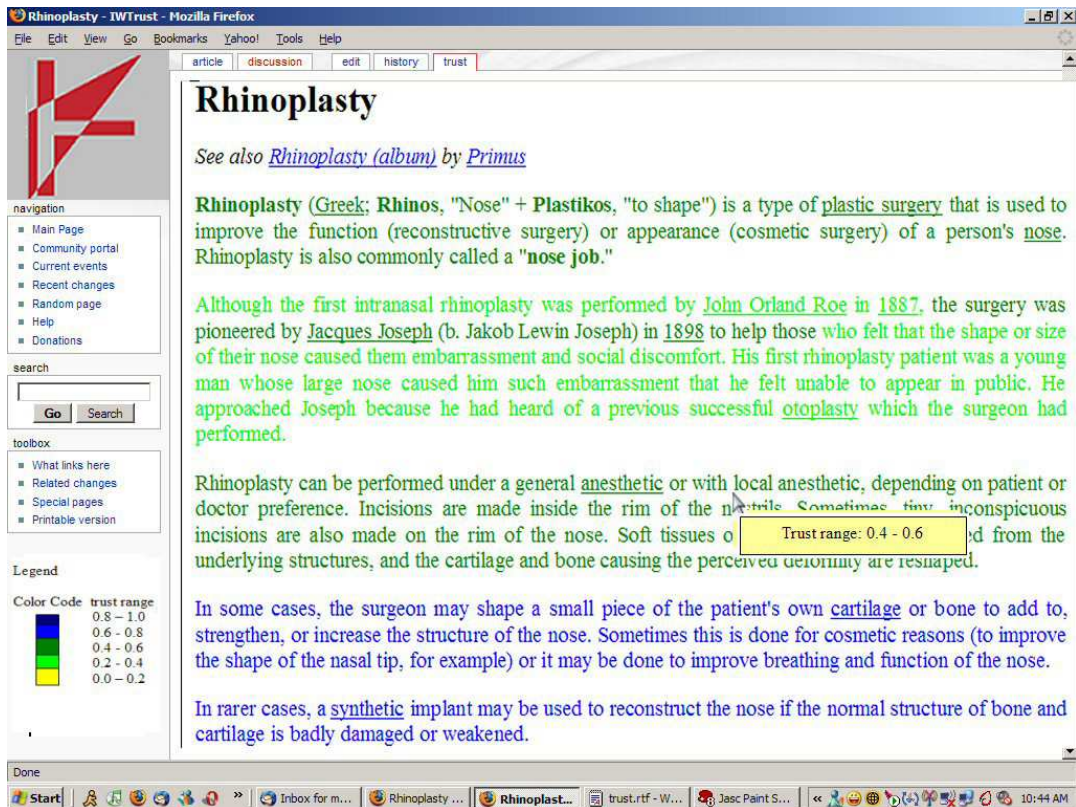 Rhinoplasty - IWTrust - Mozilla Firefox
File Edit View Go Bookmarks Yahoo! Tools Help
article discussion edit history trust
Rhinoplasty
See also Rhinoplasty (album) by Primus
Rhinoplasty (Greek; Rhinos, "Nose" + Plastikos, "to shape") is a type of plastic surgery that is used to
improve the function (reconstructive surgery) or appearance (cosmetic surgery) of a person's nose.
Rhinoplasty is also commonly called a "nose job."
Although the first intranasal rhinoplasty was performed by John Orland Roe in 1887, the surgery was
pioneered by Jacques Joseph (b. Jakob Lewin Joseph) in 1898 to help those who felt that the shape or size
of their nose caused them embarrassment and social discomfort. His first rhinoplasty patient was a young
man whose large nose caused him such embarrassment that he felt unable to appear in public. He
approached Joseph because he had heard of a previous successful otoplasty which the surgeon had
performed.
Rhinoplasty can be performed under a general anesthetic or with local anesthetic, depending on patient or
doctor preference. Incisions are made inside the rim of the nostrils. Sometimes, tiny, inconspicuous
incisions are also made on the rim of the nose. Soft tissues o ed from the
Trust range: 0.4 - 0.6
underlying structures, and the cartilage and bone causing the perceived deformity are reshaped.
In some cases, the surgeon may shape a small piece of the patient's own cartilage or bone to add to,
strengthen, or increase the structure of the nose. Sometimes this is done for cosmetic reasons (to improve
the shape of the nasal tip, for example) or it may be done to improve breathing and function of the nose.
In rarer cases, a synthetic implant may be used to reconstruct the nose if the normal structure of bone and
cartilage is badly damaged or weakened.
navigation
Main Page
Community portal
Current events
Recent changes
Random page
Help
Donations
search
Go Search
toolbox
What links here
Related changes
Special pages
Printable version
Legend
Color Code trust range
0.8 – 1.0
0.6 - 0.8
0.4 - 0.6
0.2 - 0.4
0.0 – 0.2
Done
Start » Inbox for m... Rhinoplasty ... Rhinoplast... trust.rtf - W... Jasc Paint S... « 10:44 AM